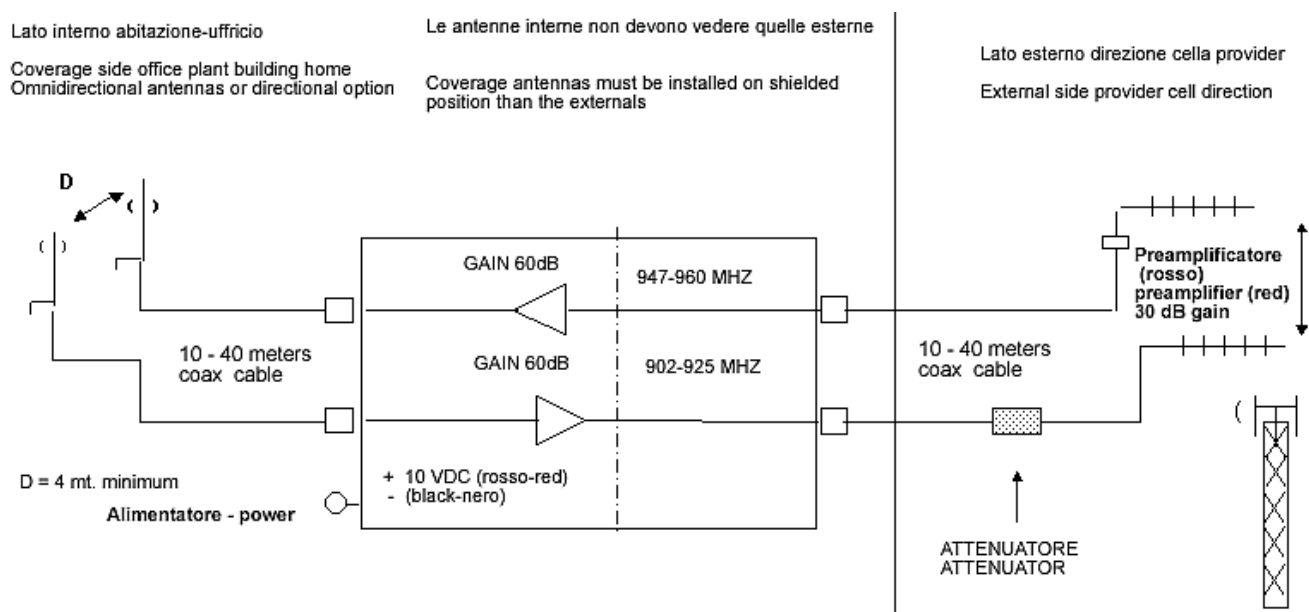 Lato interno abitazione-ufficio
Coverage side office plant building home
Omnidirectional antennas or directional option
Le antenne interne non devono vedere quelle esterne
Coverage antennas must be installed on shielded
position than the externals
Lato esterno direzione cella provider
External side provider cell direction
D
GAIN 60dB
947-960 MHZ
Preamplificatore
(rosso)
preamplifier (red)
30 dB gain
10 - 40 meters
coax cable
GAIN 60dB
902-925 MHZ
10 - 40 meters
coax cable
D = 4 mt. minimum
Alimentatore - power
+ 10 VDC (rosso-red)
- (black-nero)
ATTENUATORE
ATTENUATOR